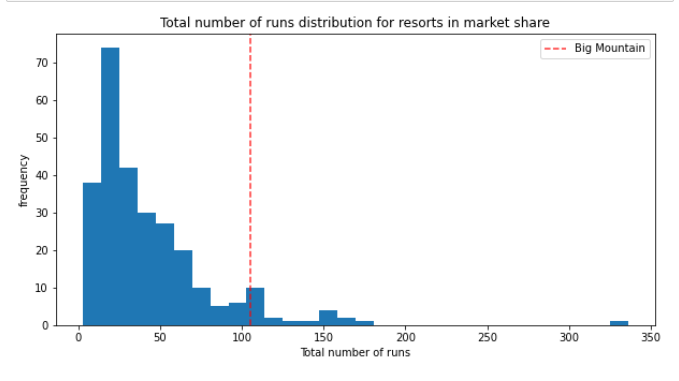 Total number of runs distribution for resorts in market share
Big Mountain
frequency
70
60
50
40
30
20
10
0
0 50 100 150 200 250 300 350
Total number of runs